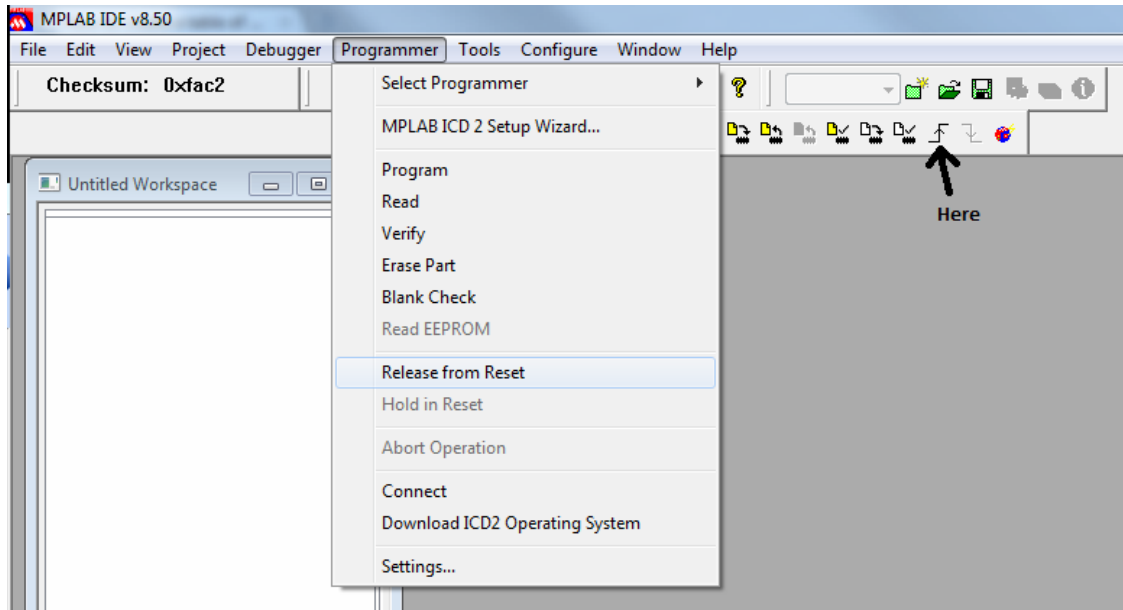 MPLAB IDE v8.50
File Edit View Project Debugger Programmer Tools Configure Window Help
Checksum: 0xfac2
Untitled Workspace
Select Programmer
MPLAB ICD 2 Setup Wizard...
Program
Read
Verify
Erase Part
Blank Check
Read EEPROM
Release from Reset
Hold in Reset
Abort Operation
Connect
Download ICD2 Operating System
Settings...
Here